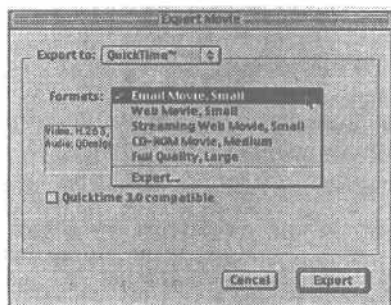 Export Movie
Export to: QuickTime™
Formats: ✓ Email Movie, Small
Web Movie, Small
Streaming Web Movie, Small
CD-ROM Movie, Medium
Full Quality, Large
Expert...
Video: H.263,
Audio: QDesign
Quicktime 3.0 compatible
Cancel
Export